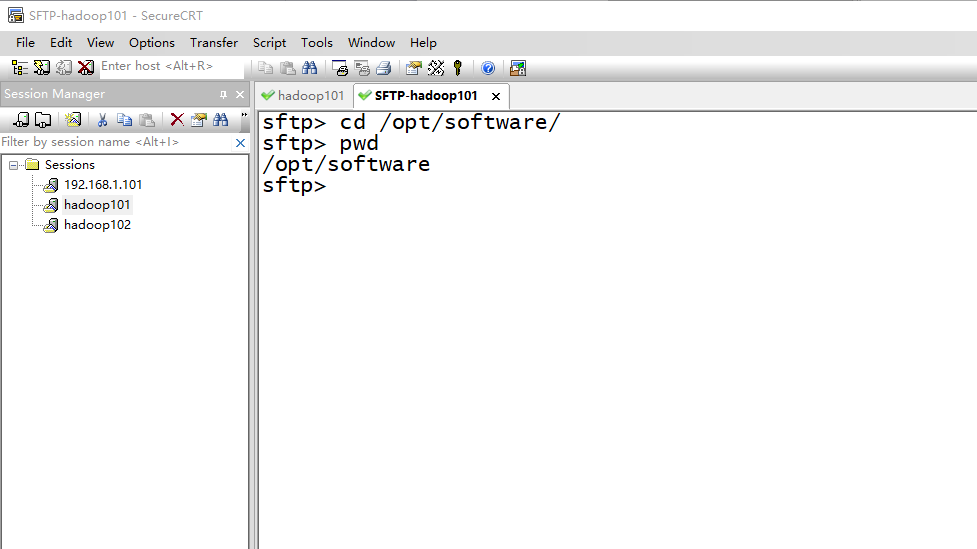 SFTP-hadoop101 - SecureCRT
File Edit View Options Transfer Script Tools Window Help
Enter host <Alt+R>
Session Manager
hadoop101
SFTP-hadoop101
Filter by session name <Alt+I>
Sessions
192.168.1.101
hadoop101
hadoop102
sftp> cd /opt/software/
sftp> pwd
/opt/software
sftp>